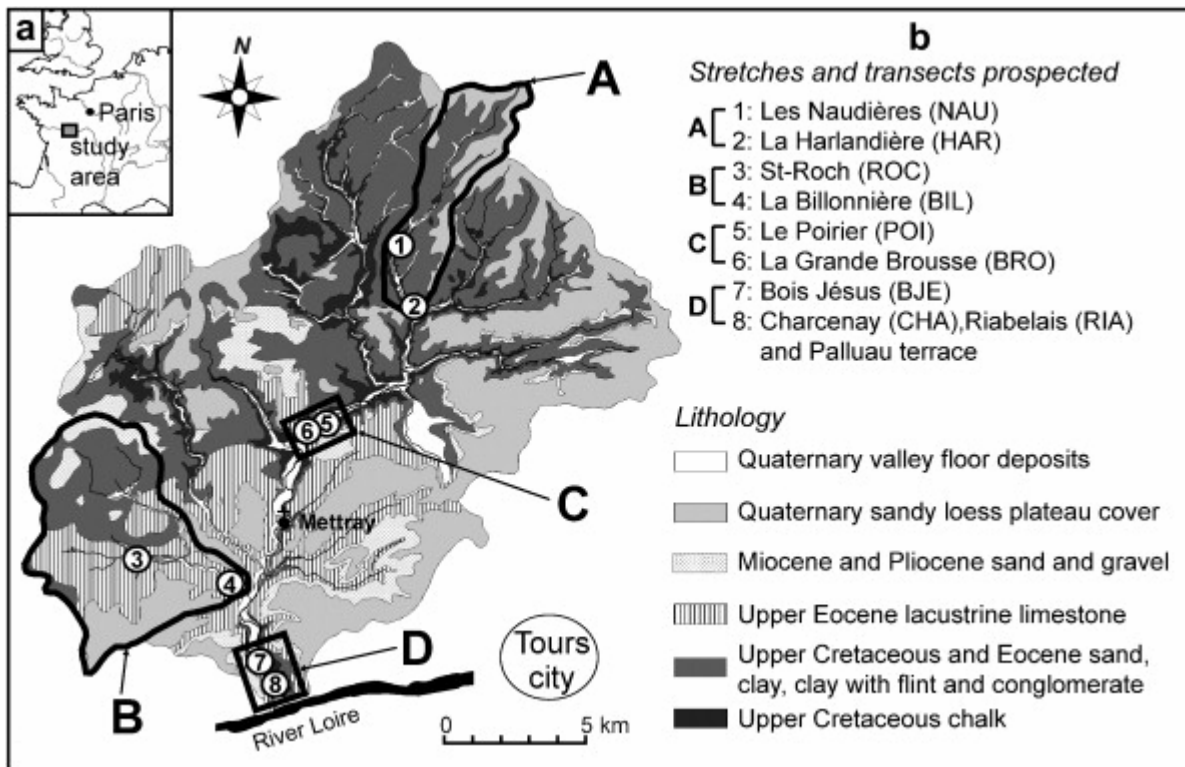 a
Paris
study
area
N
A
1
2
3
4
5
6
7
8
Mettray
C
D
B
Tours
city
River Loire
0 5 km
b
Stretches and transects prospected
A
1: Les Naudières (NAU)
2: La Harlandière (HAR)
B
3: St-Roch (ROC)
4: La Billonnière (BIL)
C
5: Le Poirier (POI)
6: La Grande Brousse (BRO)
D
7: Bois Jésus (BJE)
8: Charcenay (CHA),Riabelais (RIA)
and Palluau terrace
Lithology
Quaternary valley floor deposits
Quaternary sandy loess plateau cover
Miocene and Pliocene sand and gravel
Upper Eocene lacustrine limestone
Upper Cretaceous and Eocene sand,
clay, clay with flint and conglomerate
Upper Cretaceous chalk